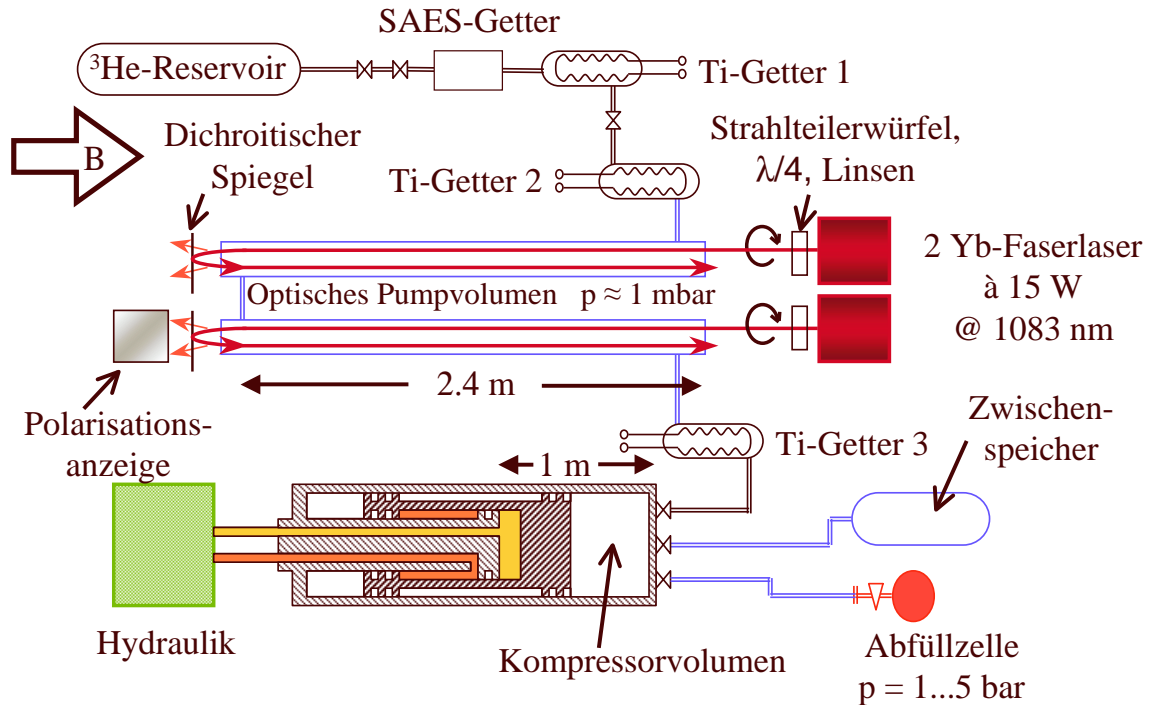 SAES-Getter
³He-Reservoir
Ti-Getter 1
B
Dichroitischer
Spiegel
Ti-Getter 2
Strahlteilerwürfel,
λ/4, Linsen
2 Yb-Faserlaser
à 15 W
@ 1083 nm
Optisches Pumpvolumen p ≈ 1 mbar
2.4 m
Polarisations-
anzeige
Ti-Getter 3
Zwischen-
speicher
1 m
Hydraulik
Kompressorvolumen
Abfüllzelle
p = 1...5 bar